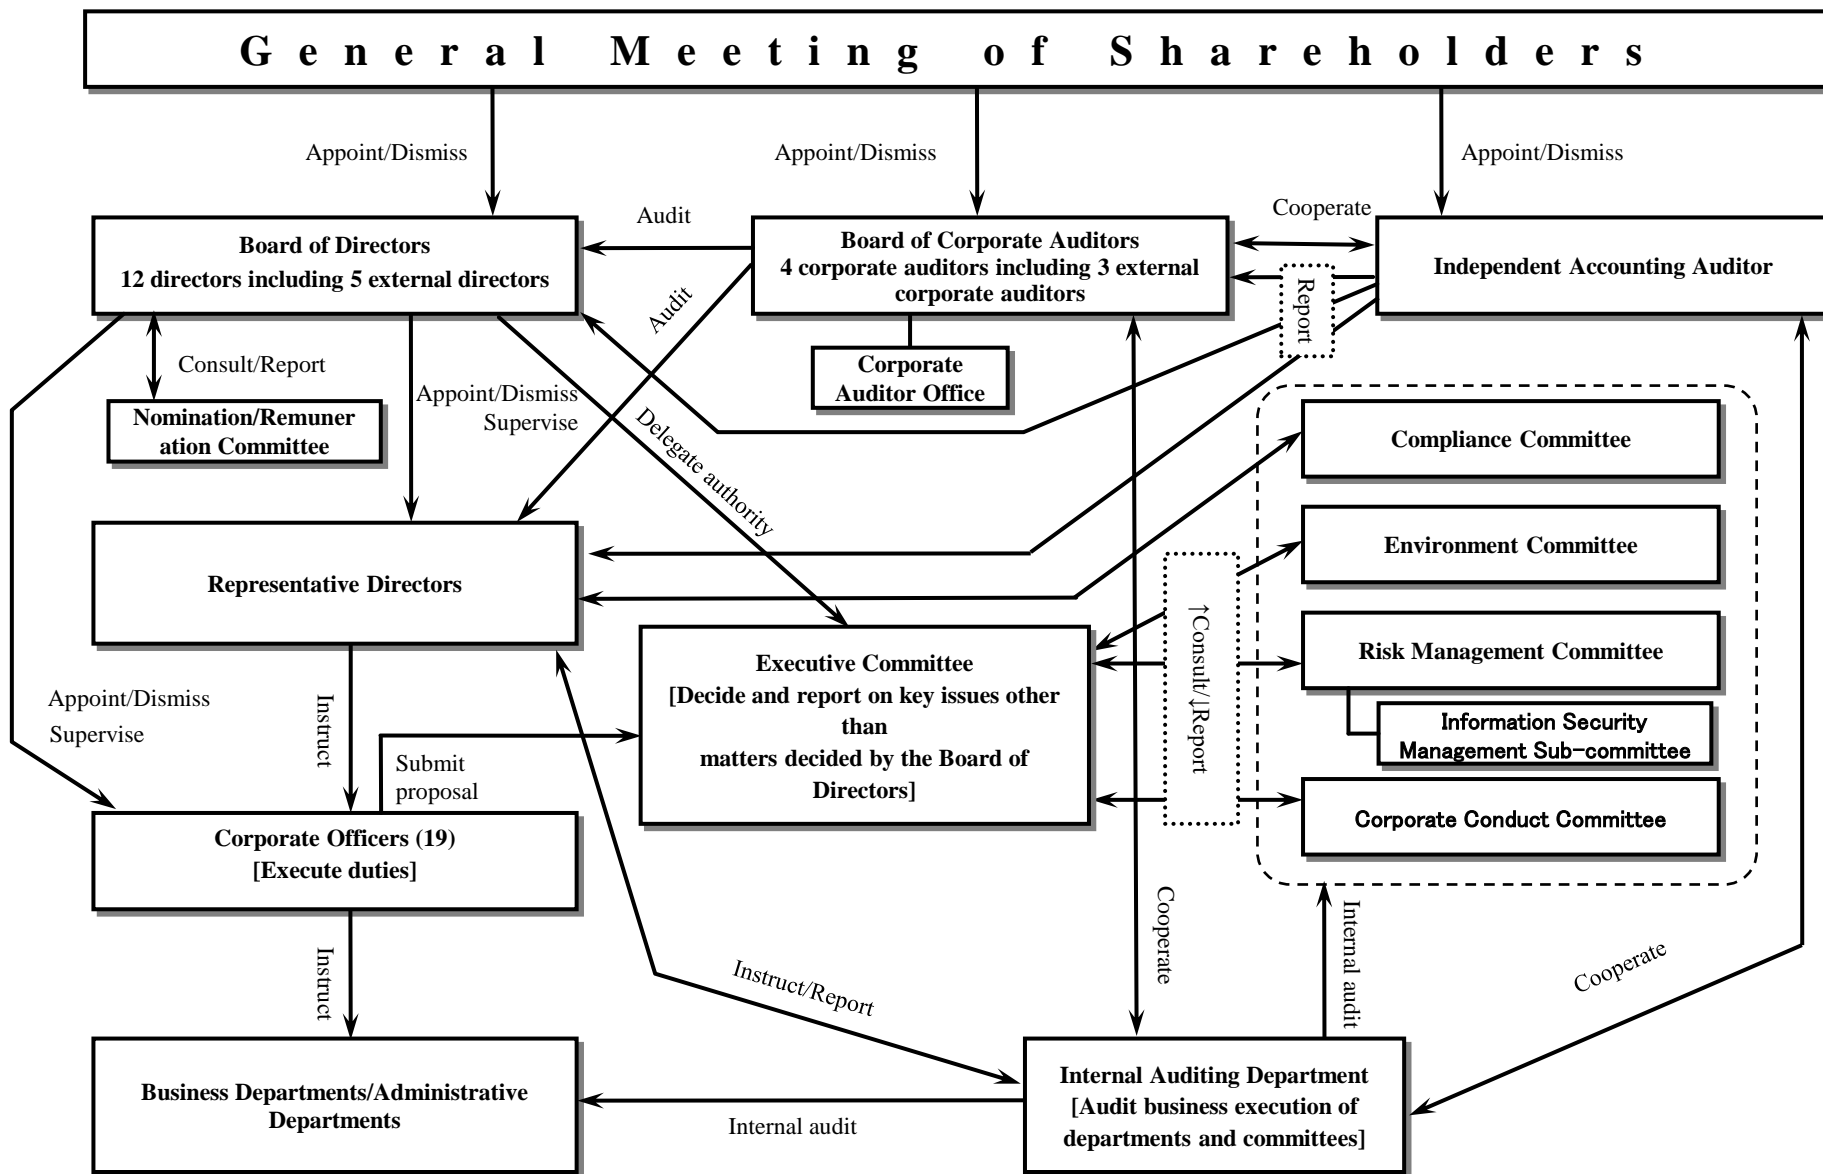 General Meeting of Shareholders
Appoint/Dismiss
Appoint/Dismiss
Appoint/Dismiss
Board of Directors
12 directors including 5 external directors
Audit
Board of Corporate Auditors
4 corporate auditors including 3 external
corporate auditors
Cooperate
Independent Accounting Auditor
Report
Audit
Consult/Report
Corporate
Auditor Office
Nomination/Remuner
ation Committee
Appoint/Dismiss
Supervise
Delegate authority
Compliance Committee
Environment Committee
Representative Directors
↑Consult/↓Report
Executive Committee
[Decide and report on key issues other
than
matters decided by the Board of
Directors]
Risk Management Committee
Information Security
Management Sub-committee
Corporate Conduct Committee
Appoint/Dismiss
Supervise
Instruct
Submit
proposal
Corporate Officers (19)
[Execute duties]
Cooperate
Internal audit
Cooperate
Instruct
Instruct/Report
Business Departments/Administrative
Departments
Internal audit
Internal Auditing Department
[Audit business execution of
departments and committees]